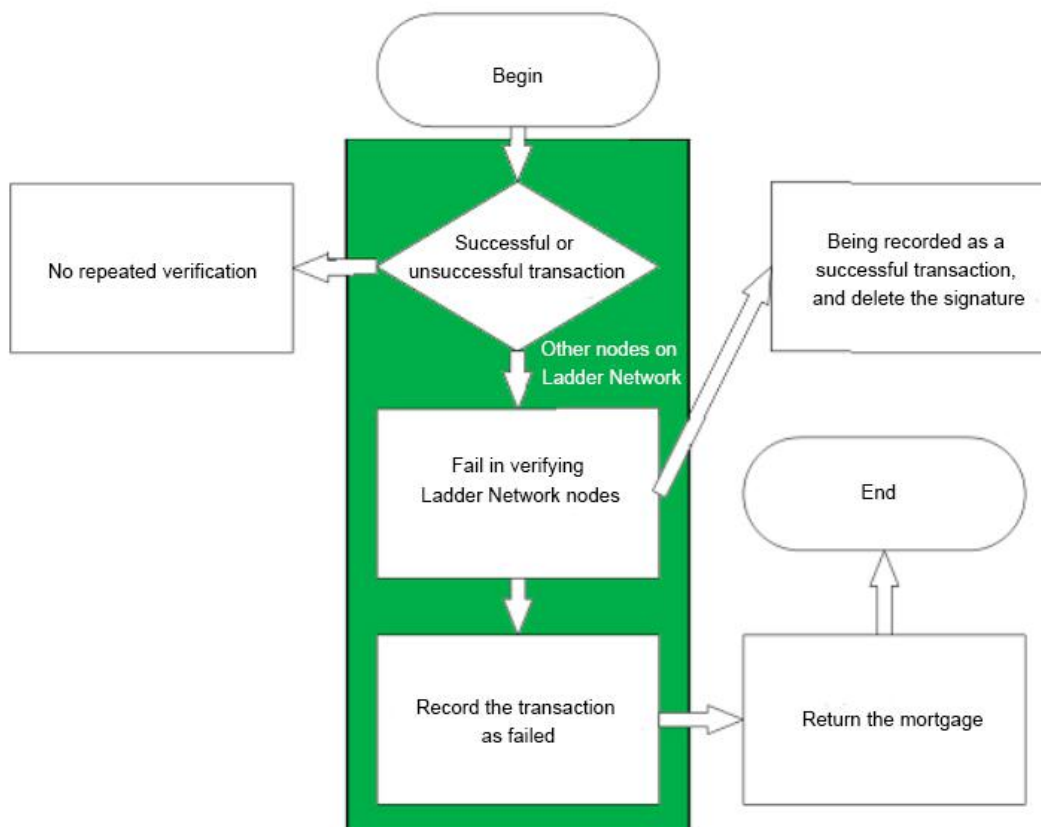 Begin
Successful or
unsuccessful transaction
No repeated verification
Being recorded as a
successful transaction,
and delete the signature
Other nodes on
Ladder Network
Fail in verifying
Ladder Network nodes
End
Record the transaction
as failed
Return the mortgage